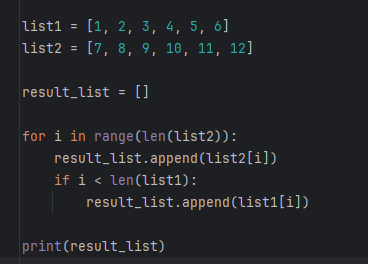 list1 = [1, 2, 3, 4, 5, 6]
list2 = [7, 8, 9, 10, 11, 12]

result_list = []

for i in range(len(list2)):
    result_list.append(list2[i])
    if i < len(list1):
        result_list.append(list1[i])

print(result_list)